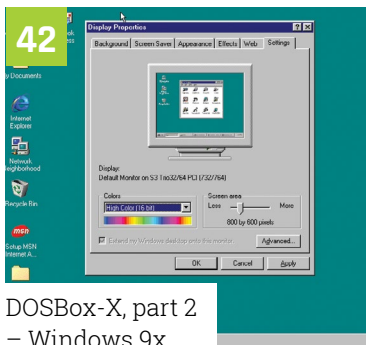 42
Display Properties
Background Screen Saver Appearance Effects Web Settings
y Documents
Internet
Explorer
Network
eighborhood
Recycle Bin
msn
Setup MSN
Internet A...
Display:
Default Monitor on S3 Trio32/64 PCI (732/764)
Colors
High Color (16 bit)
Screen area
Less
More
800 by 600 pixels
Extend my Windows desktop onto this monitor.
Advanced...
OK Cancel Apply
DOSBox-X, part 2
– Windows 9x